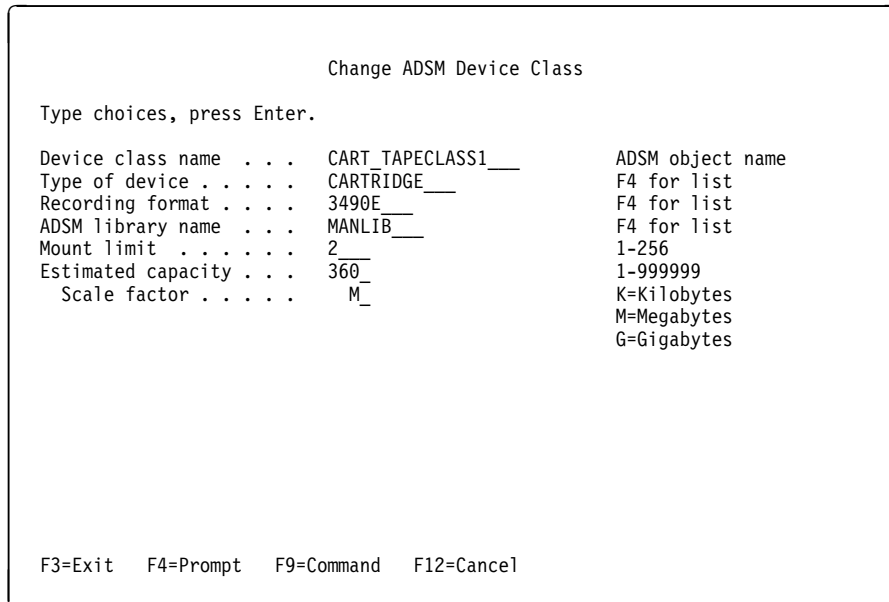 Change ADSM Device Class
Type choices, press Enter.
Device class name . . . CART_TAPECLASS1___ ADSM object name
Type of device . . . . . CARTRIDGE___ F4 for list
Recording format . . . . 3490E___ F4 for list
ADSM library name . . . MANLIB___ F4 for list
Mount limit . . . . . . 2___ 1-256
Estimated capacity . . . 360_ 1-999999
Scale factor . . . . . M_ K=Kilobytes
M=Megabytes
G=Gigabytes
F3=Exit F4=Prompt F9=Command F12=Cancel